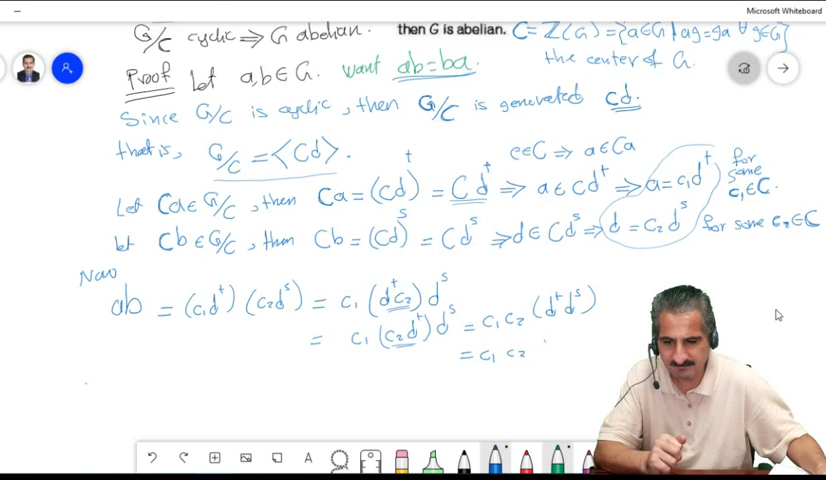 Microsoft Whiteboard
G/C cyclic ⇒ G abelian. then G is abelian. C = Z(G) = {a∈G | ag=ga ∀ g∈G}
the center of G.
Proof Let a,b∈G. want ab=ba.
Since G/C is cyclic, then G/C is generated Cd
that is, G/C = <Cd>. e∈C ⇒ a∈Ca
Let Ca∈G/C, then Ca=(Cd)^t = Cd^t ⇒ a∈Cd^t ⇒ a=c₁d^t for some c₁∈C.
let Cb∈G/C, then Cb=(Cd)^s = Cd^s ⇒ d∈Cd^s ⇒ d=c₂d^s for some c₂∈C
Now
ab = (c₁d^t)(c₂d^s) = c₁(d^t c₂)d^s
= c₁(c₂d^t)d^s = c₁c₂(d^t d^s)
= c₁c₂